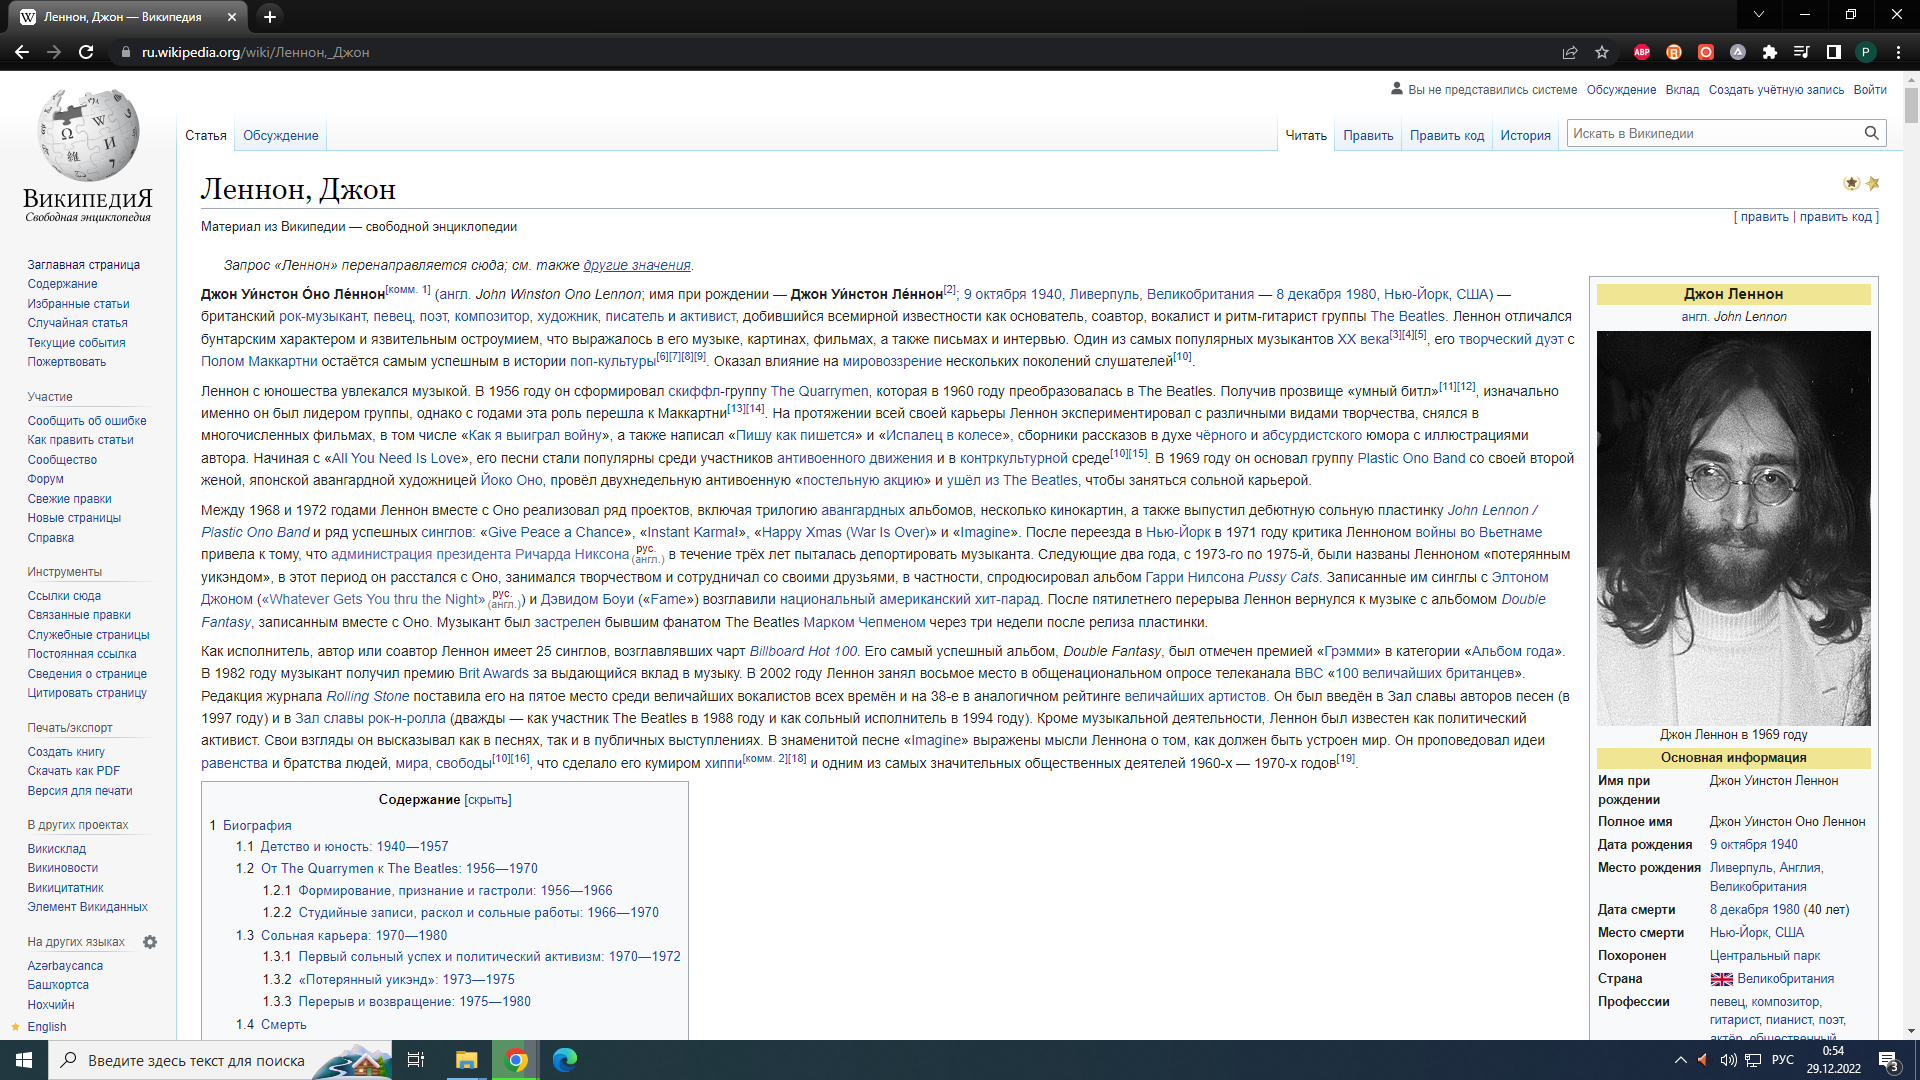 Леннон, Джон — Википедия
ru.wikipedia.org/wiki/Леннон,_Джон
ABP
P
Вы не представились системе Обсуждение Вклад Создать учётную запись Войти
Статья Обсуждение Читать Править Править код История Искать в Википедии
ВикипедиЯ
Свободная энциклопедия
Заглавная страница
Содержание
Избранные статьи
Случайная статья
Текущие события
Пожертвовать
Участие
Сообщить об ошибке
Как править статьи
Сообщество
Форум
Свежие правки
Новые страницы
Справка
Инструменты
Ссылки сюда
Связанные правки
Служебные страницы
Постоянная ссылка
Сведения о странице
Цитировать страницу
Печать/экспорт
Создать книгу
Скачать как PDF
Версия для печати
В других проектах
Викисклад
Викиновости
Викицитатник
Элемент Викиданных
На других языках
Azərbaycanca
Башҡортса
Нохчийн
English
Леннон, Джон
[ править | править код ]
Материал из Википедии — свободной энциклопедии
Запрос «Леннон» перенаправляется сюда; см. также другие значения.
Джон Уи́нстон О́но Ле́ннон[комм. 1] (англ. John Winston Ono Lennon; имя при рождении — Джон Уи́нстон Ле́ннон[2]; 9 октября 1940, Ливерпуль, Великобритания — 8 декабря 1980, Нью-Йорк, США) —
британский рок-музыкант, певец, поэт, композитор, художник, писатель и активист, добившийся всемирной известности как основатель, соавтор, вокалист и ритм-гитарист группы The Beatles. Леннон отличался
бунтарским характером и язвительным остроумием, что выражалось в его музыке, картинах, фильмах, а также письмах и интервью. Один из самых популярных музыкантов XX века[3][4][5], его творческий дуэт с
Полом Маккартни остаётся самым успешным в истории поп-культуры[6][7][8][9]. Оказал влияние на мировоззрение нескольких поколений слушателей[10].
Леннон с юношества увлекался музыкой. В 1956 году он сформировал скиффл-группу The Quarrymen, которая в 1960 году преобразовалась в The Beatles. Получив прозвище «умный битл»[11][12], изначально
именно он был лидером группы, однако с годами эта роль перешла к Маккартни[13][14]. На протяжении всей своей карьеры Леннон экспериментировал с различными видами творчества, снялся в
многочисленных фильмах, в том числе «Как я выиграл войну», а также написал «Пишу как пишется» и «Испалец в колесе», сборники рассказов в духе чёрного и абсурдистского юмора с иллюстрациями
автора. Начиная с «All You Need Is Love», его песни стали популярны среди участников антивоенного движения и в контркультурной среде[10][15]. В 1969 году он основал группу Plastic Ono Band со своей второй
женой, японской авангардной художницей Йоко Оно, провёл двухнедельную антивоенную «постельную акцию» и ушёл из The Beatles, чтобы заняться сольной карьерой.
Между 1968 и 1972 годами Леннон вместе с Оно реализовал ряд проектов, включая трилогию авангардных альбомов, несколько кинокартин, а также выпустил дебютную сольную пластинку John Lennon /
Plastic Ono Band и ряд успешных синглов: «Give Peace a Chance», «Instant Karma!», «Happy Xmas (War Is Over)» и «Imagine». После переезда в Нью-Йорк в 1971 году критика Ленноном войны во Вьетнаме
привела к тому, что администрация президента Ричарда Никсона рус. (англ.) в течение трёх лет пыталась депортировать музыканта. Следующие два года, с 1973-го по 1975-й, были названы Ленноном «потерянным
уикэндом», в этот период он расстался с Оно, занимался творчеством и сотрудничал со своими друзьями, в частности, спродюсировал альбом Гарри Нилсона Pussy Cats. Записанные им синглы с Элтоном
Джоном («Whatever Gets You thru the Night» рус. (англ.)) и Дэвидом Боуи («Fame») возглавили национальный американский хит-парад. После пятилетнего перерыва Леннон вернулся к музыке с альбомом Double
Fantasy, записанным вместе с Оно. Музыкант был застрелен бывшим фанатом The Beatles Марком Чепменом через три недели после релиза пластинки.
Как исполнитель, автор или соавтор Леннон имеет 25 синглов, возглавлявших чарт Billboard Hot 100. Его самый успешный альбом, Double Fantasy, был отмечен премией «Грэмми» в категории «Альбом года».
В 1982 году музыкант получил премию Brit Awards за выдающийся вклад в музыку. В 2002 году Леннон занял восьмое место в общенациональном опросе телеканала BBC «100 величайших британцев».
Редакция журнала Rolling Stone поставила его на пятое место среди величайших вокалистов всех времён и на 38-е в аналогичном рейтинге величайших артистов. Он был введён в Зал славы авторов песен (в
1997 году) и в Зал славы рок-н-ролла (дважды — как участник The Beatles в 1988 году и как сольный исполнитель в 1994 году). Кроме музыкальной деятельности, Леннон был известен как политический
активист. Свои взгляды он высказывал как в песнях, так и в публичных выступлениях. В знаменитой песне «Imagine» выражены мысли Леннона о том, как должен быть устроен мир. Он проповедовал идеи
равенства и братства людей, мира, свободы[10][16], что сделало его кумиром хиппи[комм. 2][18] и одним из самых значительных общественных деятелей 1960-х — 1970-х годов[19].
Содержание [скрыть]
1 Биография
1.1 Детство и юность: 1940—1957
1.2 От The Quarrymen к The Beatles: 1956—1970
1.2.1 Формирование, признание и гастроли: 1956—1966
1.2.2 Студийные записи, раскол и сольные работы: 1966—1970
1.3 Сольная карьера: 1970—1980
1.3.1 Первый сольный успех и политический активизм: 1970—1972
1.3.2 «Потерянный уикэнд»: 1973—1975
1.3.3 Перерыв и возвращение: 1975—1980
1.4 Смерть
Джон Леннон
англ. John Lennon
Джон Леннон в 1969 году
Основная информация
Имя при рождении Джон Уинстон Леннон
Полное имя Джон Уинстон Оно Леннон
Дата рождения 9 октября 1940
Место рождения Ливерпуль, Англия,
Великобритания
Дата смерти 8 декабря 1980 (40 лет)
Место смерти Нью-Йорк, США
Похоронен Центральный парк
Страна Великобритания
Профессии певец, композитор,
гитарист, пианист, поэт,
актёр, общественный
Введите здесь текст для поиска
РУС
0:54
29.12.2022
3